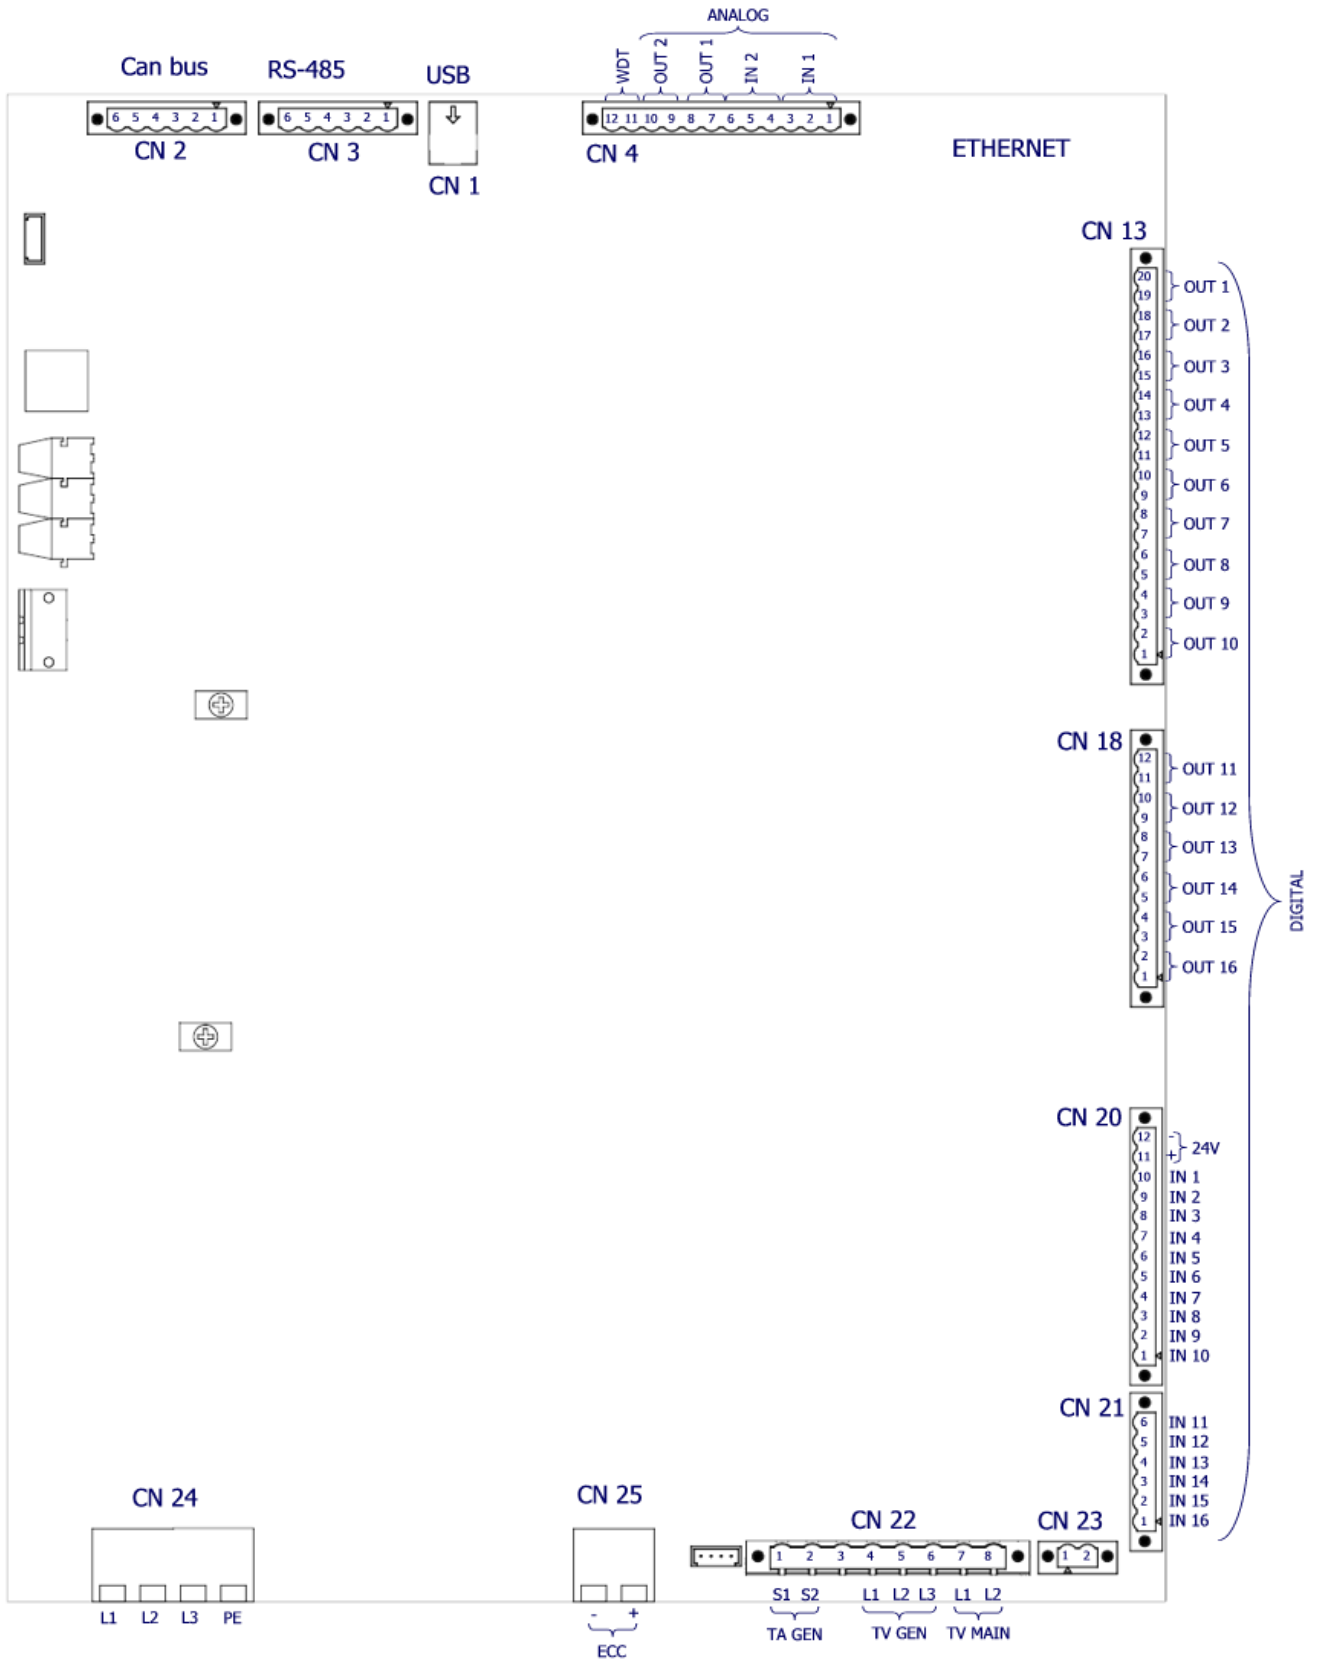 ANALOG
WDT
OUT 2
OUT 1
IN 2
IN 1
Can bus
RS-485
USB
6 5 4 3 2 1
6 5 4 3 2 1
12 11 10 9 8 7 6 5 4 3 2 1
CN 2
CN 3
CN 1
CN 4
ETHERNET
CN 13
20
19
OUT 1
18
17
OUT 2
16
15
OUT 3
14
13
OUT 4
12
11
OUT 5
10
9
OUT 6
8
7
OUT 7
6
5
OUT 8
4
3
OUT 9
2
1
OUT 10
CN 18
12
11
OUT 11
10
9
OUT 12
8
7
OUT 13
6
5
OUT 14
4
3
OUT 15
2
1
OUT 16
DIGITAL
CN 20
12 -
11 +
24V
10 IN 1
9 IN 2
8 IN 3
7 IN 4
6 IN 5
5 IN 6
4 IN 7
3 IN 8
2 IN 9
1 IN 10
CN 21
6 IN 11
5 IN 12
4 IN 13
3 IN 14
2 IN 15
1 IN 16
CN 24
L1 L2 L3 PE
CN 25
- +
ECC
CN 22
1 2 3 4 5 6 7 8
S1 S2 L1 L2 L3 L1 L2
TA GEN TV GEN TV MAIN
CN 23
1 2